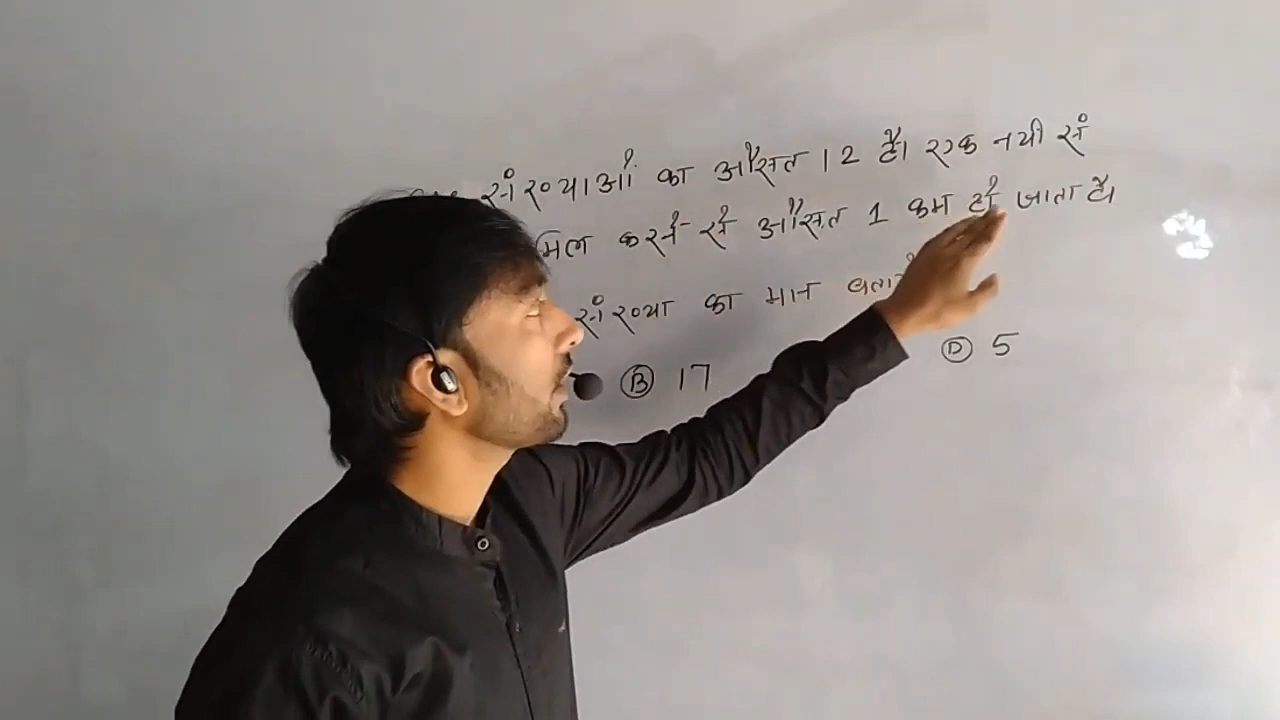 संख्याओं का औसत 12 है। एक नयी सं
मिल करने से औसत 1 कम हो जाता है।
संख्या का मान
Ⓑ 17 Ⓓ 5